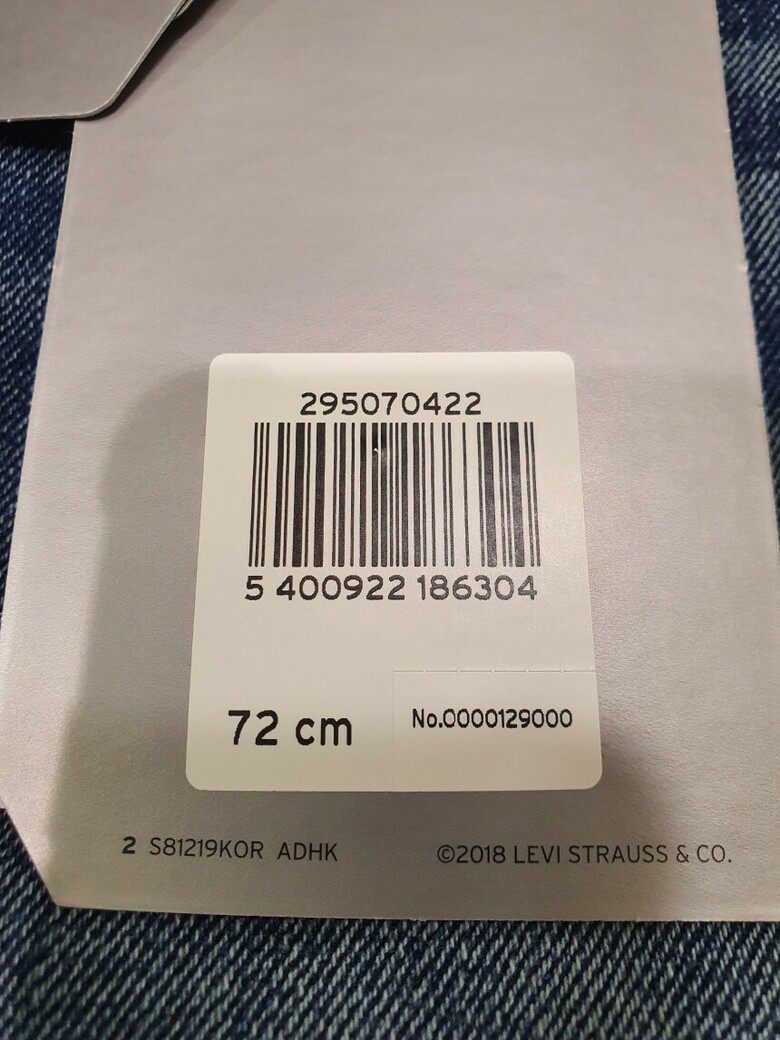 295070422
5 400922 186304
72 cm
No.0000129000
2 S81219KOR ADHK
©2018 LEVI STRAUSS & CO.